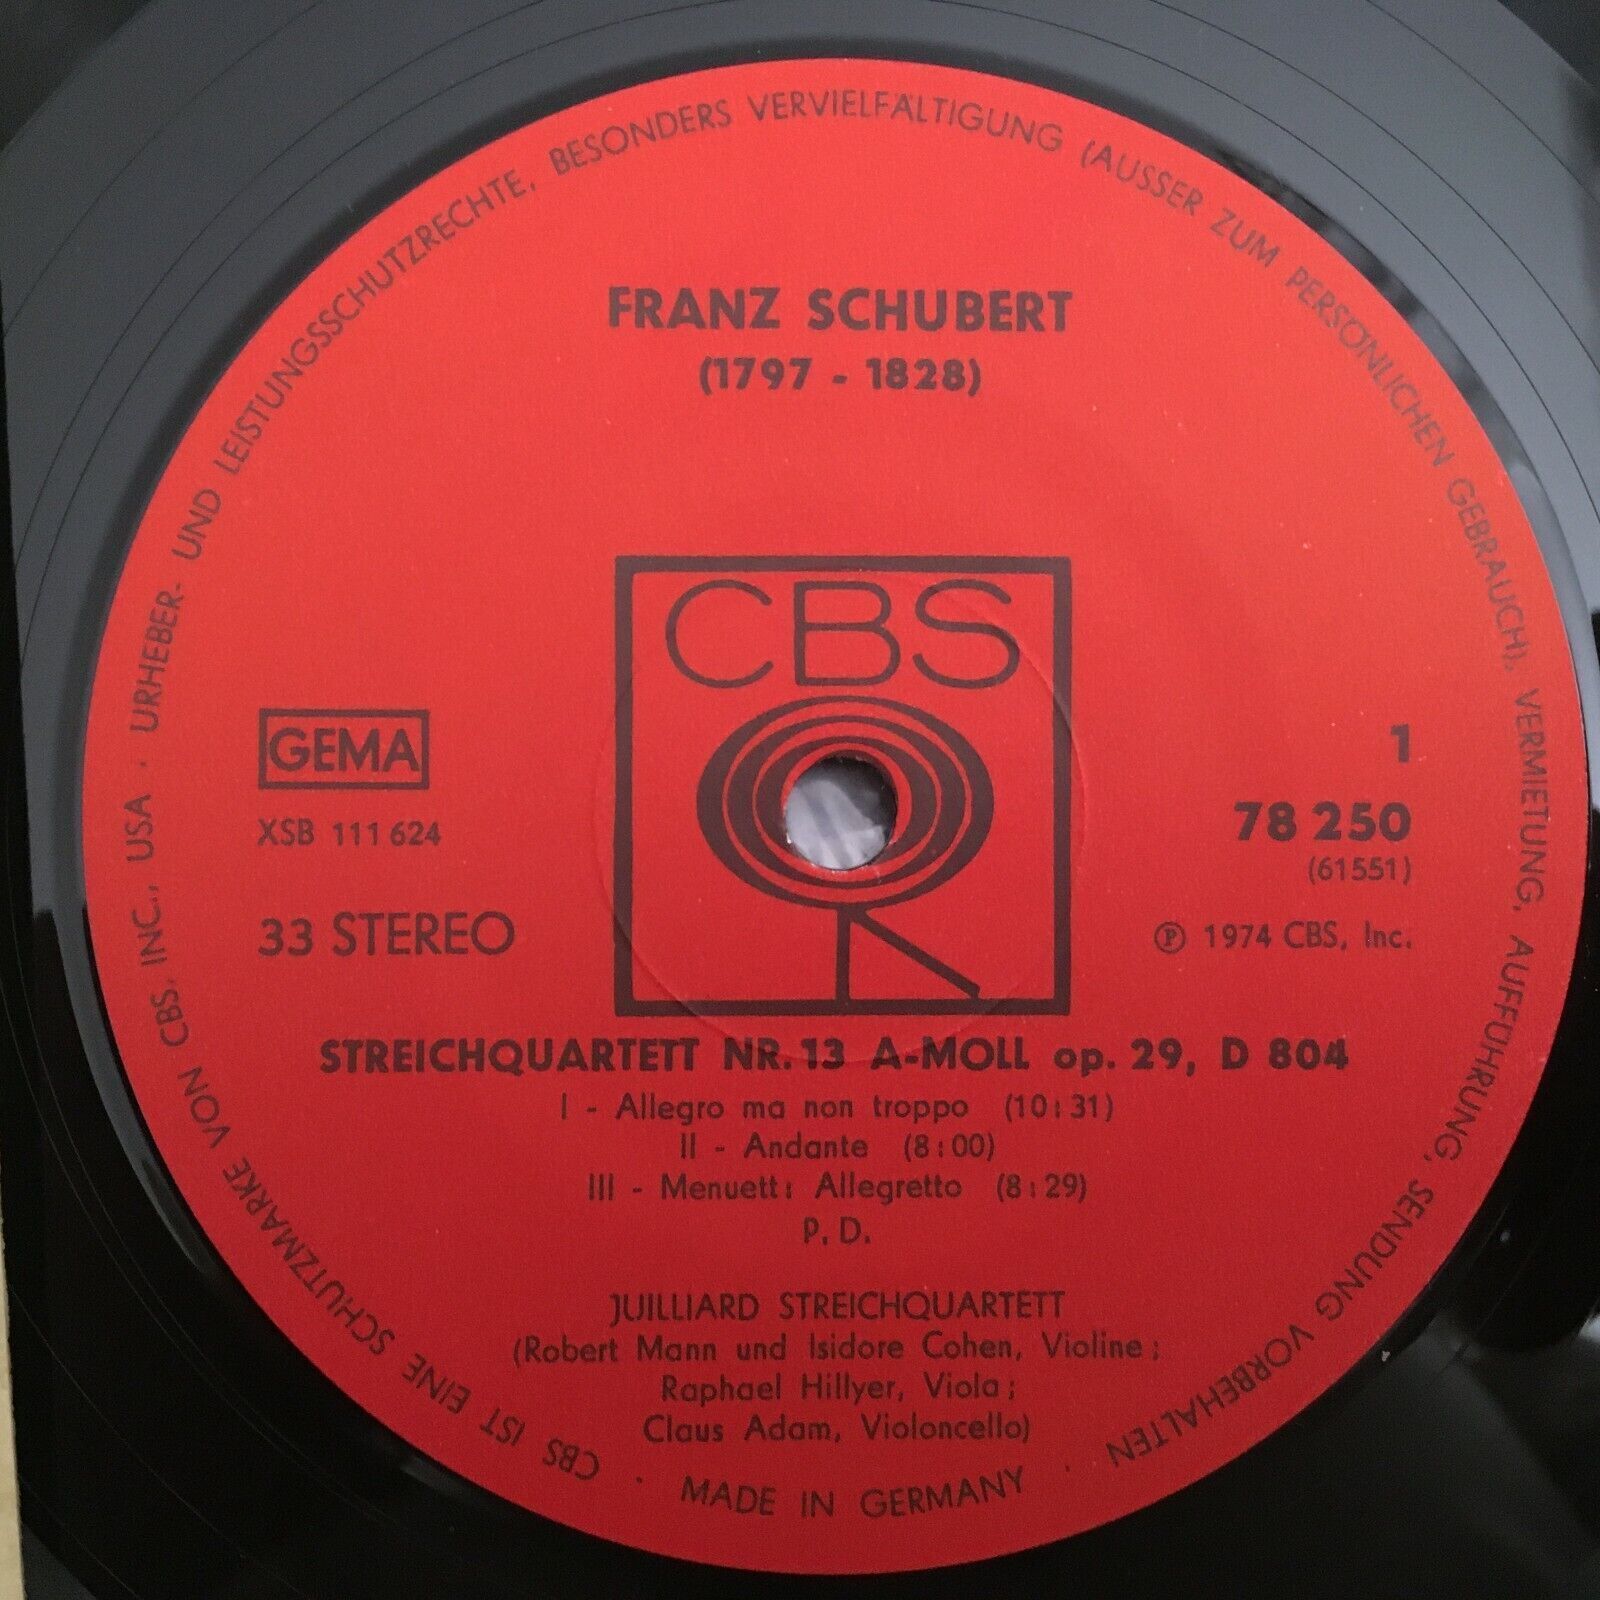 CBS IST EINE SCHUTZMARKE VON CBS, INC., USA · URHEBER- UND LEISTUNGSSCHUTZRECHTE, BESONDERS VERVIELFÄLTIGUNG (AUSSER ZUM PERSÖNLICHEN GEBRAUCH), VERMIETUNG, AUFFÜHRUNG, SENDUNG VORBEHALTEN · MADE IN GERMANY ·
FRANZ SCHUBERT
(1797 - 1828)
CBS
GEMA
XSB 111 624
33 STEREO
1
78 250
(61551)
℗ 1974 CBS, Inc.
STREICHQUARTETT NR. 13 A-MOLL op. 29, D 804
I - Allegro ma non troppo (10:31)
II - Andante (8:00)
III - Menuett: Allegretto (8:29)
P. D.
JUILLIARD STREICHQUARTETT
(Robert Mann und Isidore Cohen, Violine;
Raphael Hillyer, Viola;
Claus Adam, Violoncello)